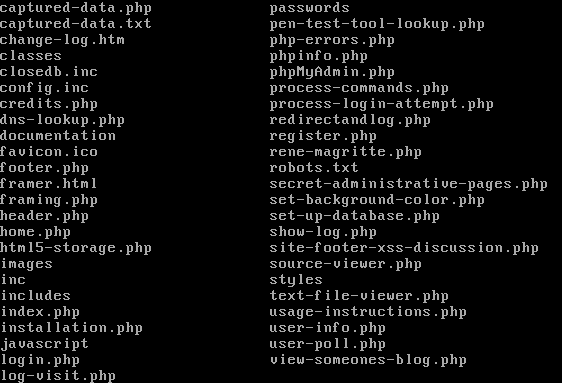 captured-data.php
captured-data.txt
change-log.htm
classes
closedb.inc
config.inc
credits.php
dns-lookup.php
documentation
favicon.ico
footer.php
framer.html
framing.php
header.php
home.php
html5-storage.php
images
inc
includes
index.php
installation.php
javascript
login.php
log-visit.php
passwords
pen-test-tool-lookup.php
php-errors.php
phpinfo.php
phpMyAdmin.php
process-commands.php
process-login-attempt.php
redirectandlog.php
register.php
rene-magritte.php
robots.txt
secret-administrative-pages.php
set-background-color.php
set-up-database.php
show-log.php
site-footer-xss-discussion.php
source-viewer.php
styles
text-file-viewer.php
usage-instructions.php
user-info.php
user-poll.php
view-someones-blog.php